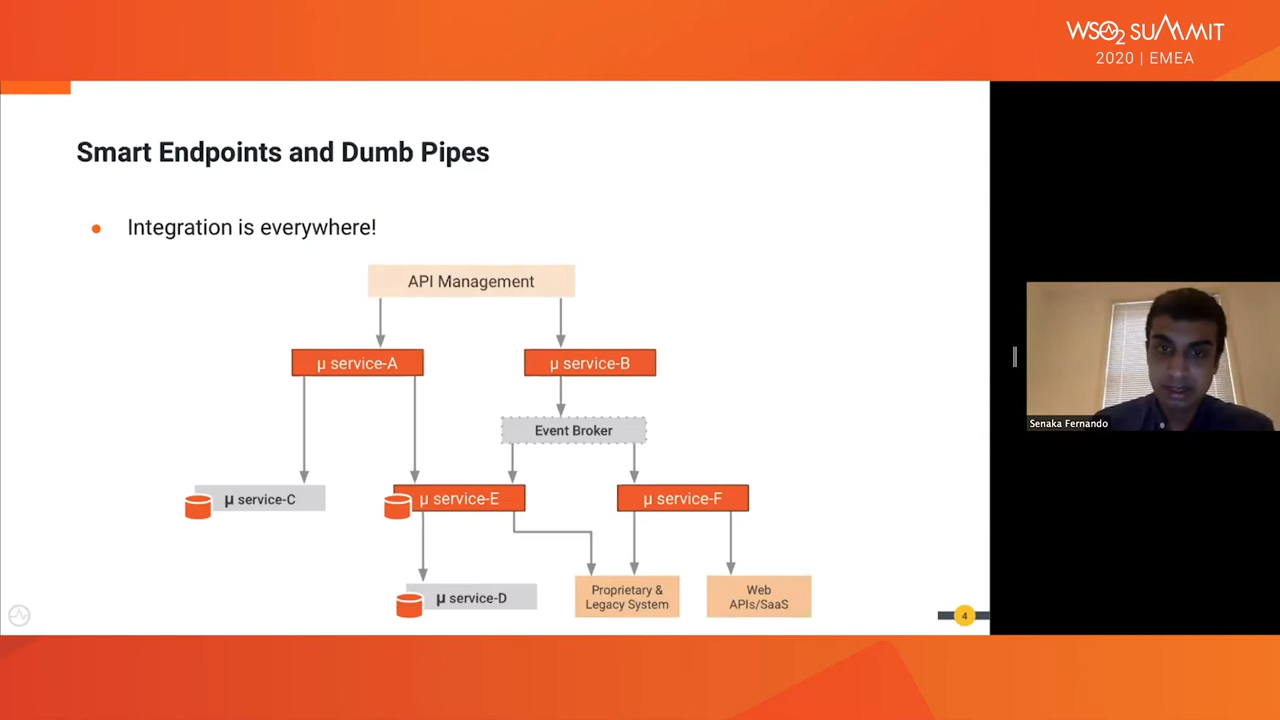 WSO2 SUMMIT
2020 | EMEA
Smart Endpoints and Dumb Pipes
• Integration is everywhere!
API Management
µ service-A
µ service-B
Event Broker
µ service-C
µ service-E
µ service-F
µ service-D
Proprietary &
Legacy System
Web
APIs/SaaS
4
Senaka Fernando